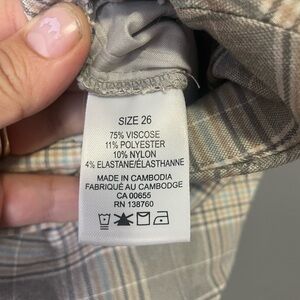 SIZE 26
75% VISCOSE
11% POLYESTER
10% NYLON
4% ELASTANE/ÉLASTHANNE
MADE IN CAMBODIA
FABRIQUÉ AU CAMBODGE
CA 00655
RN 138760